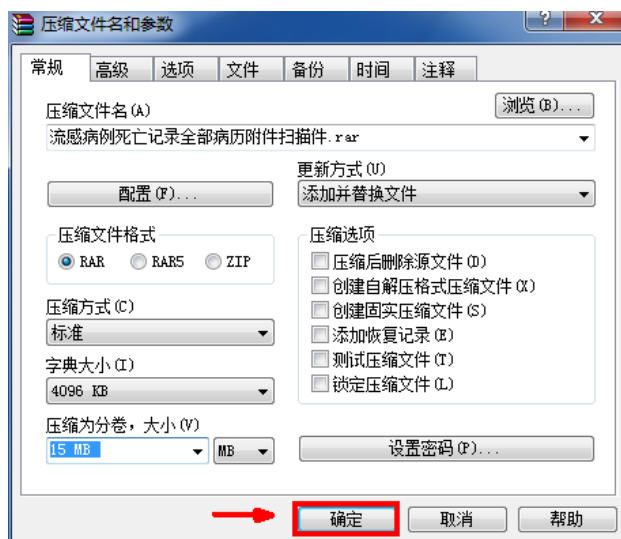 压缩文件名和参数
常规 高级 选项 文件 备份 时间 注释
压缩文件名(A)
浏览(B)...
流感病例死亡记录全部病历附件扫描件.rar
更新方式(U)
配置(F)...
添加并替换文件
压缩文件格式
RAR RAR5 ZIP
压缩选项
压缩后删除源文件(D)
创建自解压格式压缩文件(X)
创建固实压缩文件(S)
添加恢复记录(E)
测试压缩文件(T)
锁定压缩文件(L)
压缩方式(C)
标准
字典大小(I)
4096 KB
压缩为分卷，大小(V)
15 MB MB
设置密码(P)...
确定 取消 帮助